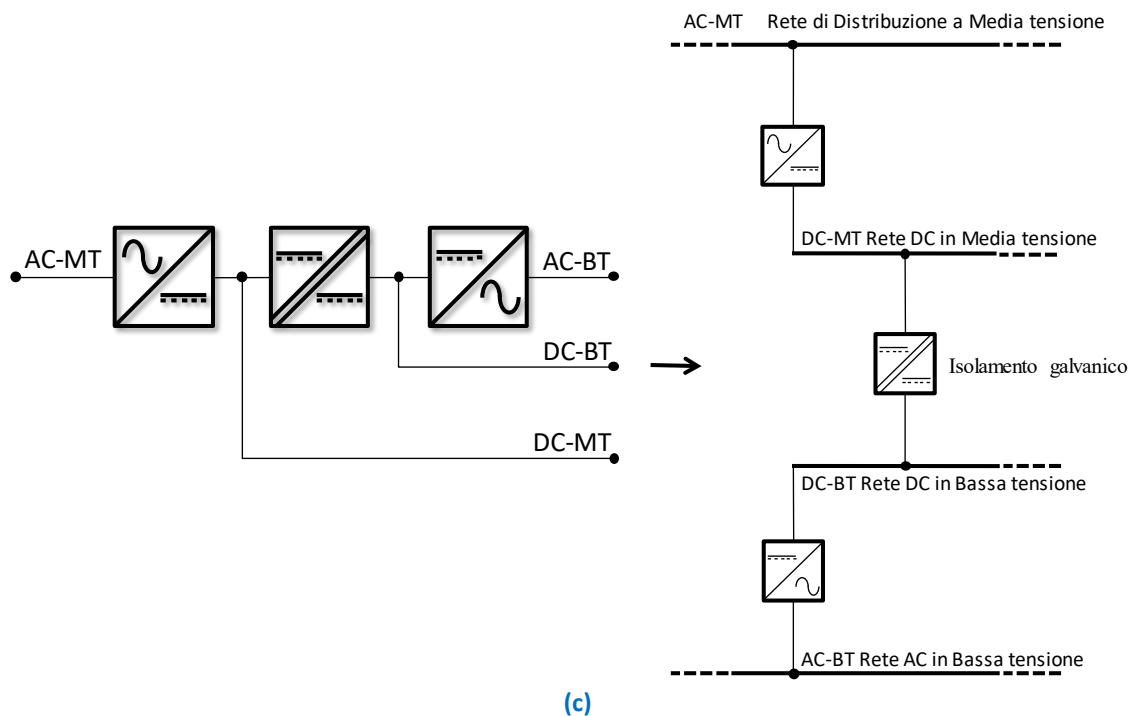 AC-MT Rete di Distribuzione a Media tensione
AC-MT
AC-BT
DC-BT
DC-MT
DC-MT Rete DC in Media tensione
Isolamento galvanico
DC-BT Rete DC in Bassa tensione
AC-BT Rete AC in Bassa tensione
(c)